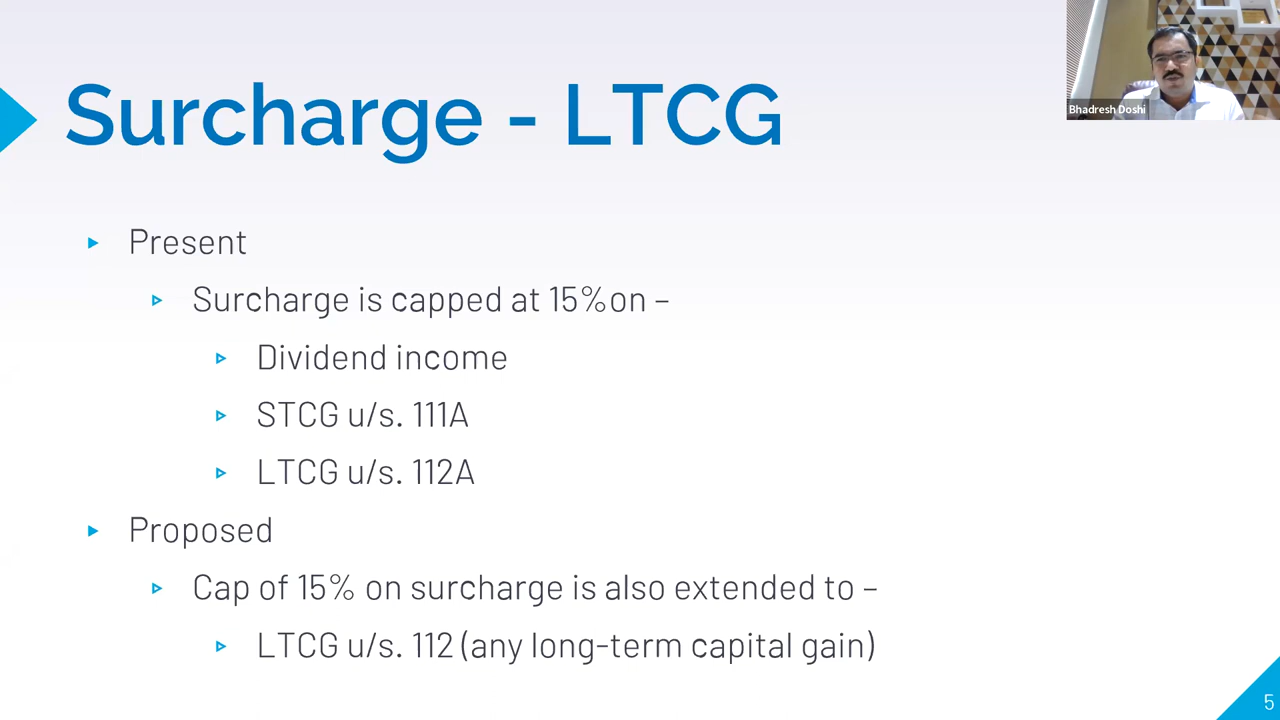 Surcharge - LTCG
Bhadresh Doshi
Present
Surcharge is capped at 15%on –
Dividend income
STCG u/s. 111A
LTCG u/s. 112A
Proposed
Cap of 15% on surcharge is also extended to –
LTCG u/s. 112 (any long-term capital gain)
5